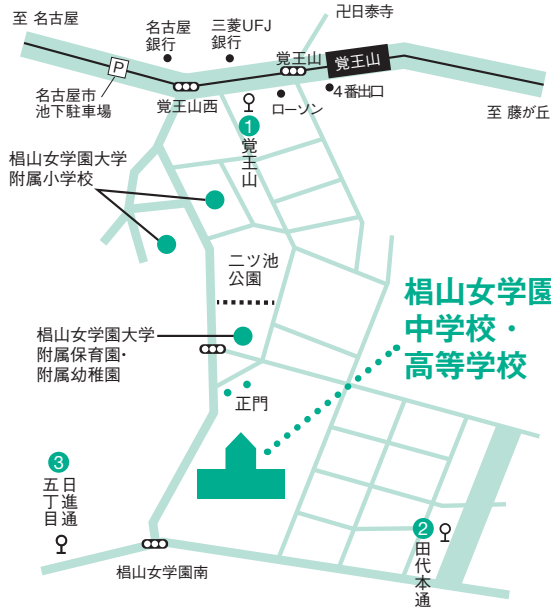 至 名古屋
名古屋
銀行
三菱UFJ
銀行
卍日泰寺
覚王山
覚王山
P
名古屋市
池下駐車場
覚王山西
ローソン
4番出口
至 藤が丘
1
覚王山
椙山女学園大学
附属小学校
二ツ池
公園
椙山女学園
中学校・
高等学校
椙山女学園大学
附属保育園・
附属幼稚園
正門
3
日進通
五丁目
2
田代本通
椙山女学園南